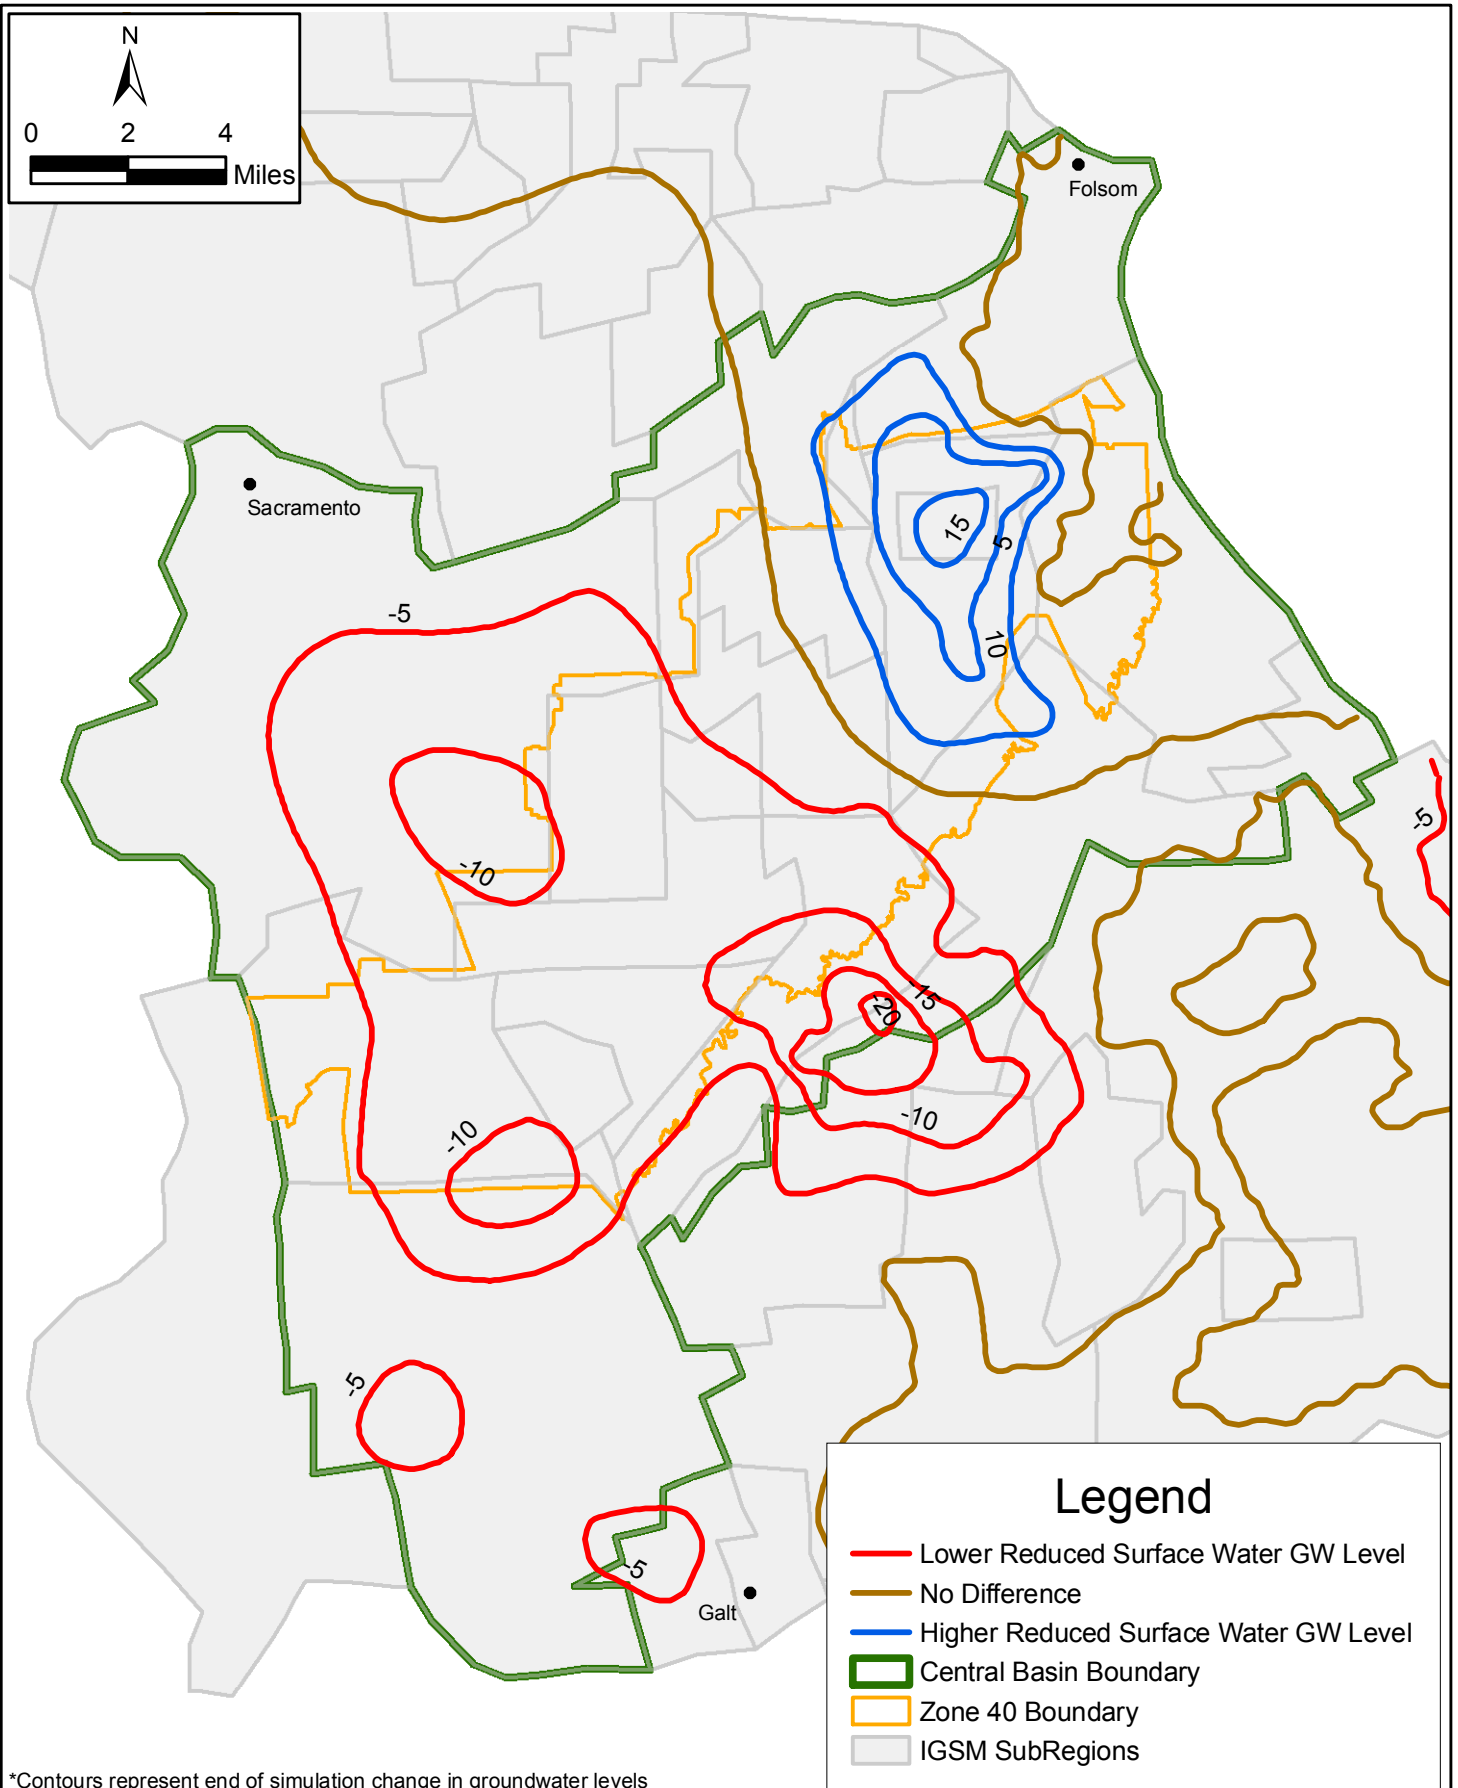 N
0 2 4
Miles
Folsom
Sacramento
15
5
-5
10
-5
-10
-15
-20
-10
-10
-5
-5
Galt
Legend
Lower Reduced Surface Water GW Level
No Difference
Higher Reduced Surface Water GW Level
Central Basin Boundary
Zone 40 Boundary
IGSM SubRegions
*Contours represent end of simulation change in groundwater levels